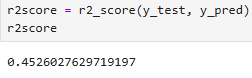 r2score = r2_score(y_test, y_pred)
r2score
0.4526027629719197